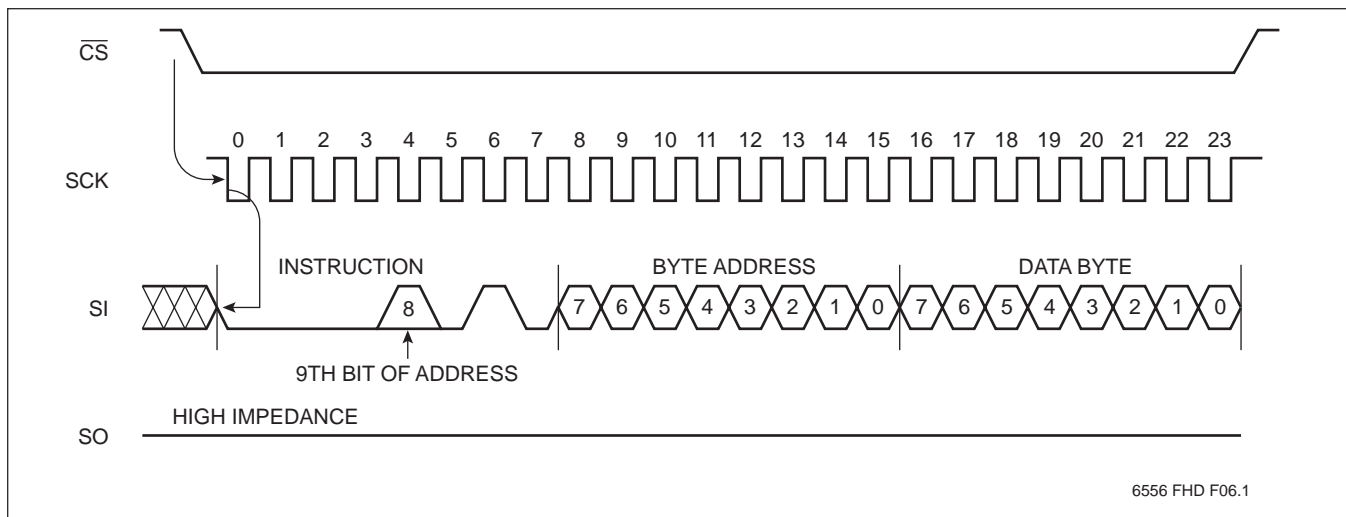 CS
0 1 2 3 4 5 6 7 8 9 10 11 12 13 14 15 16 17 18 19 20 21 22 23
SCK
INSTRUCTION BYTE ADDRESS DATA BYTE
SI 8 7 6 5 4 3 2 1 0 7 6 5 4 3 2 1 0
9TH BIT OF ADDRESS
HIGH IMPEDANCE
SO
6556 FHD F06.1